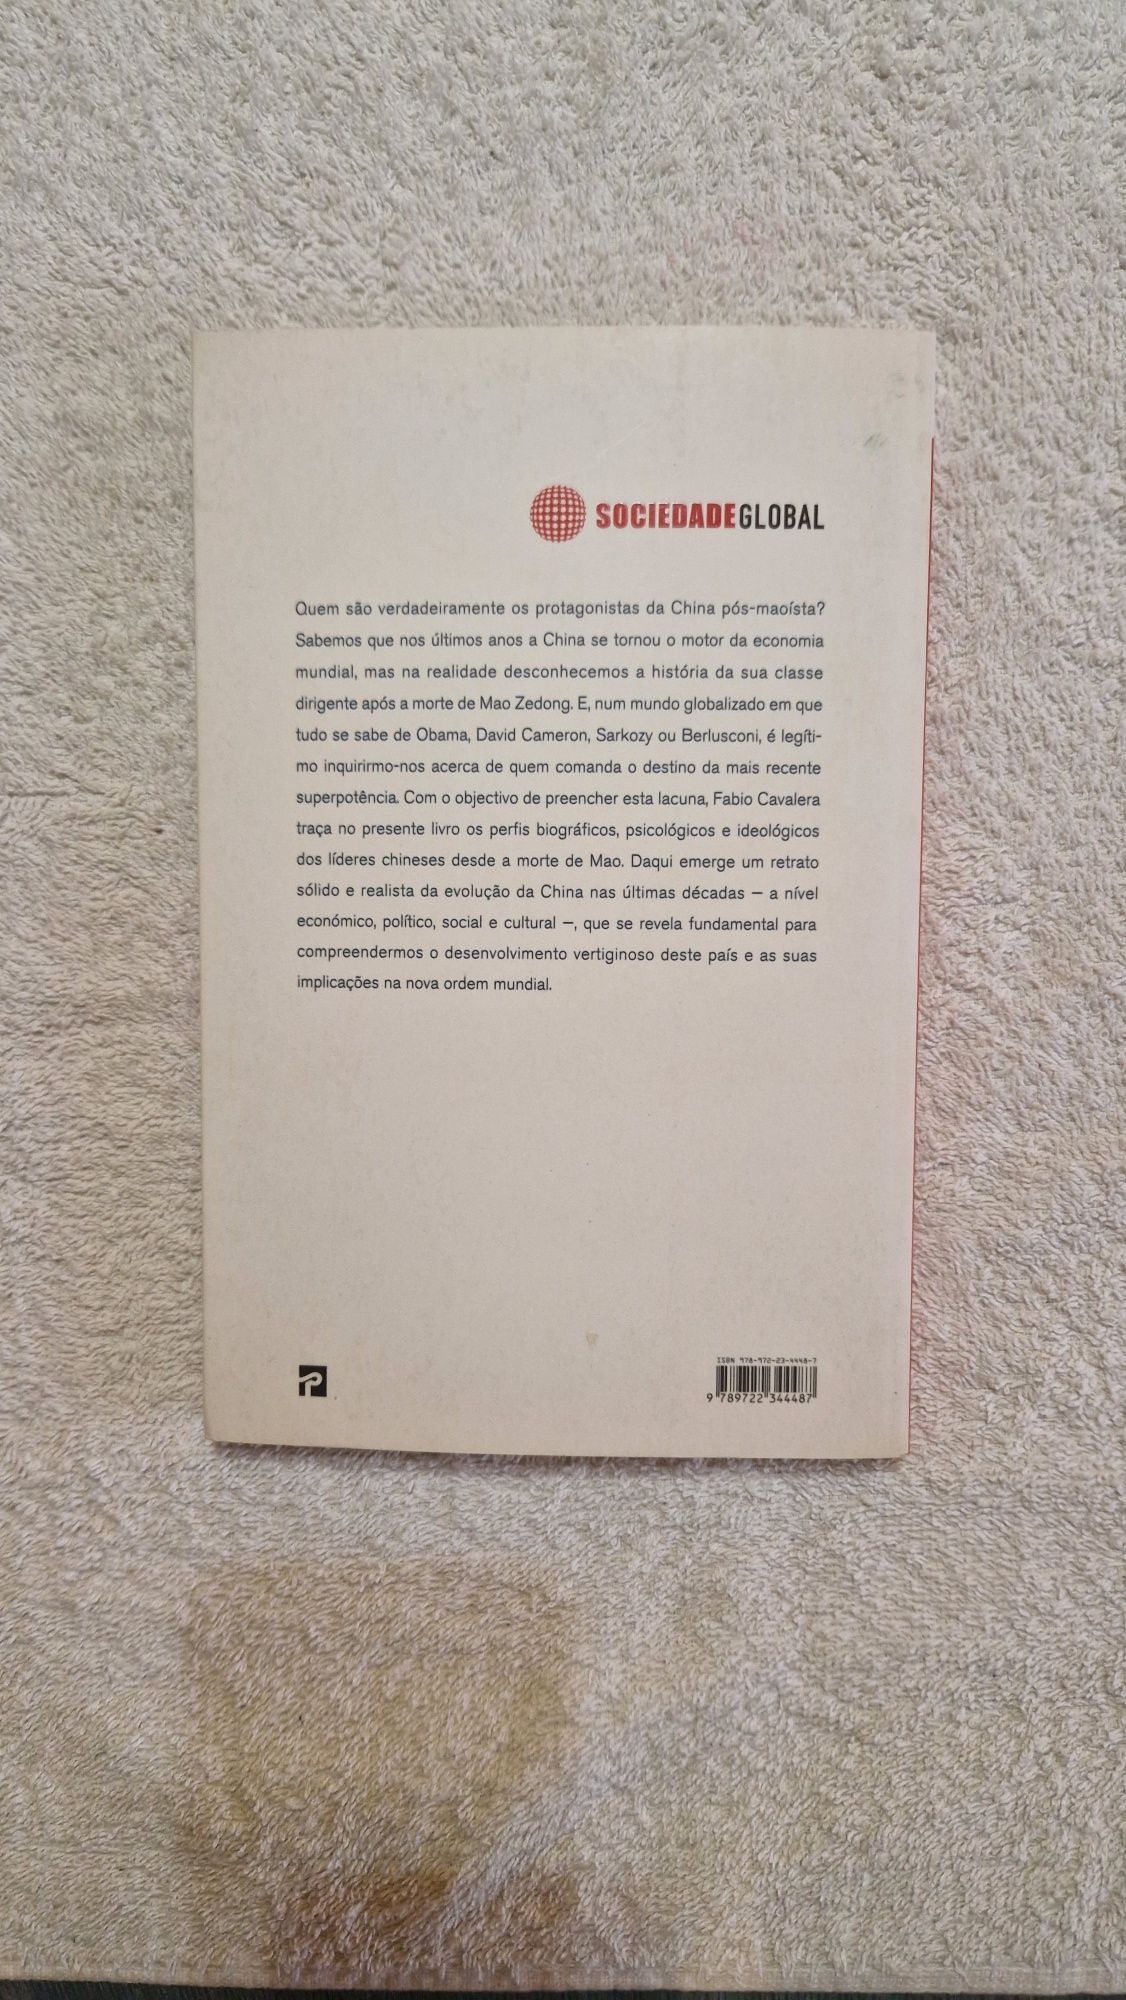 SOCIEDADEGLOBAL
Quem são verdadeiramente os protagonistas da China pós-maoísta?
Sabemos que nos últimos anos a China se tornou o motor da economia
mundial, mas na realidade desconhecemos a história da sua classe
dirigente após a morte de Mao Zedong. E, num mundo globalizado em que
tudo se sabe de Obama, David Cameron, Sarkozy ou Berlusconi, é legíti-
mo inquirirmo-nos acerca de quem comanda o destino da mais recente
superpotência. Com o objectivo de preencher esta lacuna, Fabio Cavalera
traça no presente livro os perfis biográficos, psicológicos e ideológicos
dos líderes chineses desde a morte de Mao. Daqui emerge um retrato
sólido e realista da evolução da China nas últimas décadas — a nível
económico, político, social e cultural —, que se revela fundamental para
compreendermos o desenvolvimento vertiginoso deste país e as suas
implicações na nova ordem mundial.
ISBN 978-972-23-4448-7
9 789722 344487